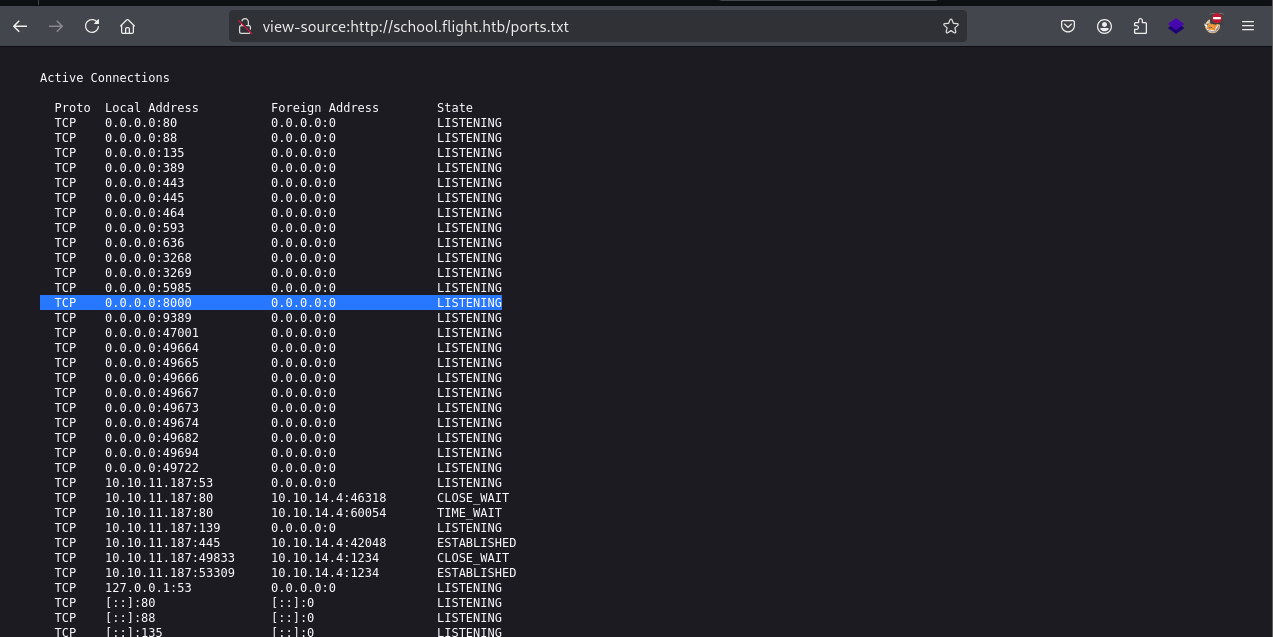 view-source:http://school.flight.htb/ports.txt
Active Connections
Proto  Local Address          Foreign Address        State
TCP    0.0.0.0:80             0.0.0.0:0              LISTENING
TCP    0.0.0.0:88             0.0.0.0:0              LISTENING
TCP    0.0.0.0:135            0.0.0.0:0              LISTENING
TCP    0.0.0.0:389            0.0.0.0:0              LISTENING
TCP    0.0.0.0:443            0.0.0.0:0              LISTENING
TCP    0.0.0.0:445            0.0.0.0:0              LISTENING
TCP    0.0.0.0:464            0.0.0.0:0              LISTENING
TCP    0.0.0.0:593            0.0.0.0:0              LISTENING
TCP    0.0.0.0:636            0.0.0.0:0              LISTENING
TCP    0.0.0.0:3268           0.0.0.0:0              LISTENING
TCP    0.0.0.0:3269           0.0.0.0:0              LISTENING
TCP    0.0.0.0:5985           0.0.0.0:0              LISTENING
TCP    0.0.0.0:8000           0.0.0.0:0              LISTENING
TCP    0.0.0.0:9389           0.0.0.0:0              LISTENING
TCP    0.0.0.0:47001          0.0.0.0:0              LISTENING
TCP    0.0.0.0:49664          0.0.0.0:0              LISTENING
TCP    0.0.0.0:49665          0.0.0.0:0              LISTENING
TCP    0.0.0.0:49666          0.0.0.0:0              LISTENING
TCP    0.0.0.0:49667          0.0.0.0:0              LISTENING
TCP    0.0.0.0:49673          0.0.0.0:0              LISTENING
TCP    0.0.0.0:49674          0.0.0.0:0              LISTENING
TCP    0.0.0.0:49682          0.0.0.0:0              LISTENING
TCP    0.0.0.0:49694          0.0.0.0:0              LISTENING
TCP    0.0.0.0:49722          0.0.0.0:0              LISTENING
TCP    10.10.11.187:53        0.0.0.0:0              LISTENING
TCP    10.10.11.187:80        10.10.14.4:46318       CLOSE_WAIT
TCP    10.10.11.187:80        10.10.14.4:60054       TIME_WAIT
TCP    10.10.11.187:139       0.0.0.0:0              LISTENING
TCP    10.10.11.187:445       10.10.14.4:42048       ESTABLISHED
TCP    10.10.11.187:49833     10.10.14.4:1234        CLOSE_WAIT
TCP    10.10.11.187:53309     10.10.14.4:1234        ESTABLISHED
TCP    127.0.0.1:53           0.0.0.0:0              LISTENING
TCP    [::]:80                [::]:0                 LISTENING
TCP    [::]:88                [::]:0                 LISTENING
TCP    [::]:135               [::]:0                 LISTENING